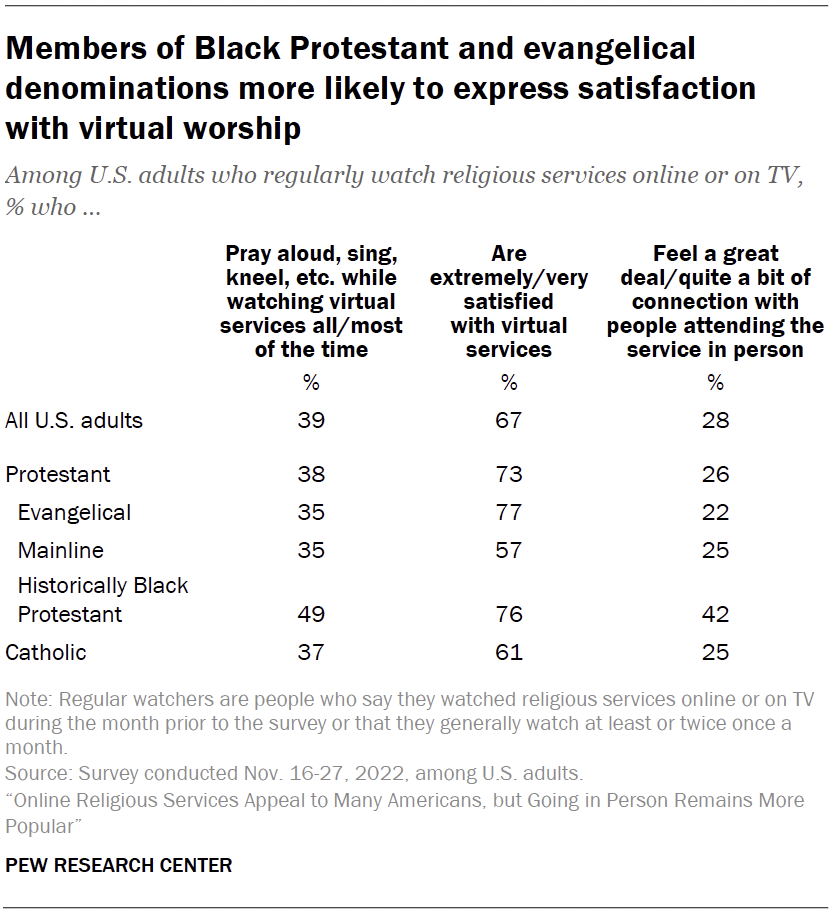 Members of Black Protestant and evangelical
denominations more likely to express satisfaction
with virtual worship
Among U.S. adults who regularly watch religious services online or on TV,
% who ...
Pray aloud, sing, kneel, etc. while watching virtual services all/most of the time
Are extremely/very satisfied with virtual services
Feel a great deal/quite a bit of connection with people attending the service in person
% % %
All U.S. adults 39 67 28
Protestant 38 73 26
Evangelical 35 77 22
Mainline 35 57 25
Historically Black
Protestant 49 76 42
Catholic 37 61 25
Note: Regular watchers are people who say they watched religious services online or on TV
during the month prior to the survey or that they generally watch at least or twice once a
month.
Source: Survey conducted Nov. 16-27, 2022, among U.S. adults.
“Online Religious Services Appeal to Many Americans, but Going in Person Remains More
Popular”
PEW RESEARCH CENTER